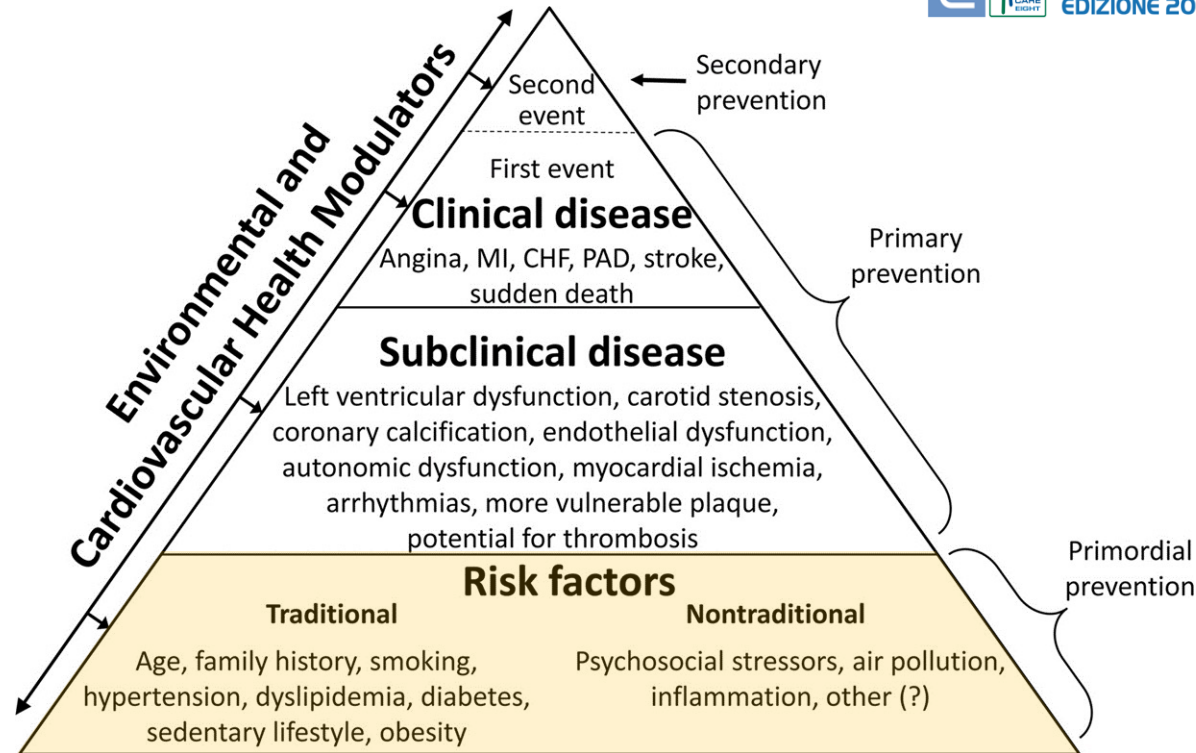 CARE
EIGHT
EDIZIONE 20
Environmental and
Cardiovascular Health Modulators
Second
event
Secondary
prevention
First event
Clinical disease
Angina, MI, CHF, PAD, stroke,
sudden death
Primary
prevention
Subclinical disease
Left ventricular dysfunction, carotid stenosis,
coronary calcification, endothelial dysfunction,
autonomic dysfunction, myocardial ischemia,
arrhythmias, more vulnerable plaque,
potential for thrombosis
Primordial
prevention
Risk factors
Traditional
Age, family history, smoking,
hypertension, dyslipidemia, diabetes,
sedentary lifestyle, obesity
Nontraditional
Psychosocial stressors, air pollution,
inflammation, other (?)